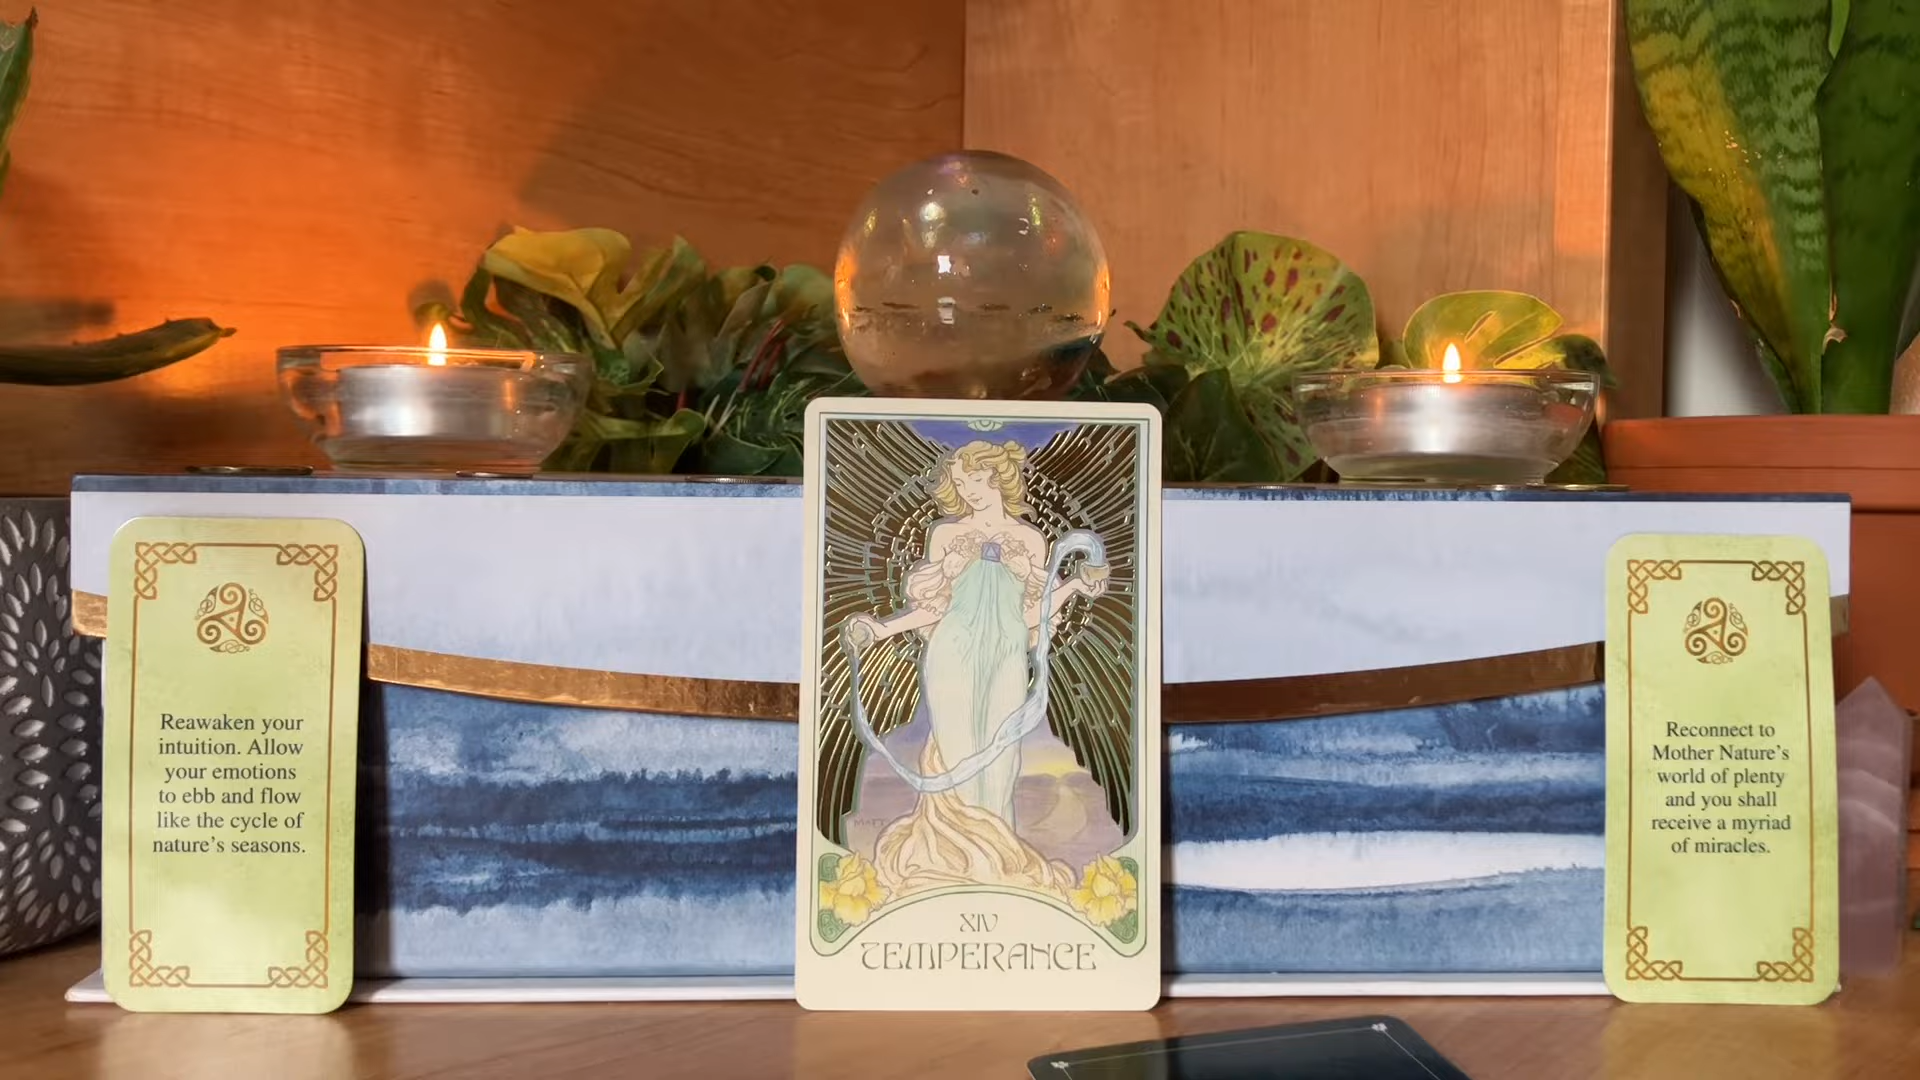 Reawaken your
intuition. Allow
your emotions
to ebb and flow
like the cycle of
nature's seasons.
XIV
TEMPERANCE
Reconnect to
Mother Nature's
world of plenty
and you shall
receive a myriad
of miracles.